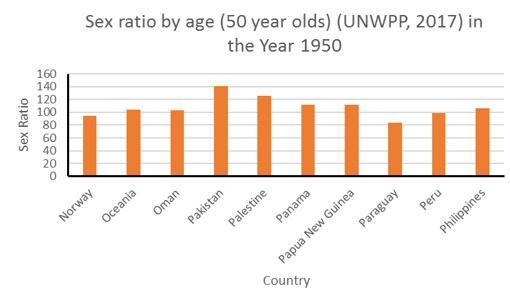 Sex ratio by age (50 year olds) (UNWPP, 2017) in
the Year 1950
160
140
120
100
80
60
40
20
0
Sex Ratio
Norway
Oceania
Oman
Pakistan
Palestine
Panama
Papua New Guinea
Paraguay
Peru
Philippines
Country